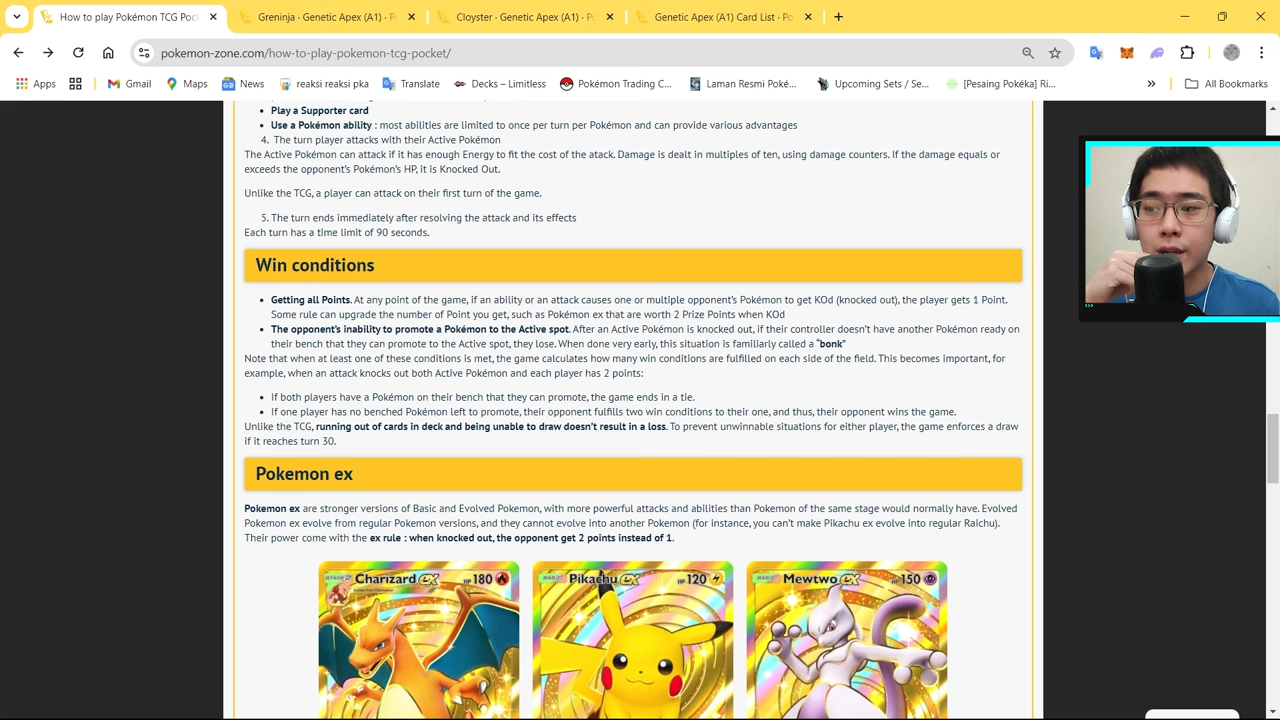 How to play Pokémon TCG Poc
Greninja · Genetic Apex (A1) · P
Cloyster · Genetic Apex (A1) · P
Genetic Apex (A1) Card List · Po
pokemon-zone.com/how-to-play-pokemon-tcg-pocket/
Apps
Gmail
Maps
News
reaksi reaksi pka
Translate
Decks – Limitless
Pokémon Trading C...
Laman Resmi Poké...
Upcoming Sets / Se...
[Pesaing Pokéka] Ri...
All Bookmarks
• Play a Supporter card
• Use a Pokémon ability : most abilities are limited to once per turn per Pokémon and can provide various advantages
4. The turn player attacks with their Active Pokémon
The Active Pokémon can attack if it has enough Energy to fit the cost of the atack. Damage is dealt in multiples of ten, using damage counters. If the damage equals or
exceeds the opponent's Pokémon's HP, it is Knocked Out.
Unlike the TCG, a player can attack on their first turn of the game.
5. The turn ends immediately after resolving the attack and its effects
Each turn has a time limit of 90 seconds.
Win conditions
• Getting all Points. At any point of the game, if an ability or an attack causes one or multiple opponent's Pokémon to get KOd (knocked out), the player gets 1 Point.
Some rule can upgrade the number of Point you get, such as Pokémon ex that are worth 2 Prize Points when KOd
• The opponent's inability to promote a Pokémon to the Active spot. After an Active Pokémon is knocked out, if their controller doesn't have another Pokémon ready on
their bench that they can promote to the Active spot, they lose. When done very early, this situation is familiarly called a "bonk"
Note that when at least one of these conditions is met, the game calculates how many win conditions are fulfilled on each side of the field. This becomes important, for
example, when an attack knocks out both Active Pokémon and each player has 2 points:
• If both players have a Pokémon on their bench that they can promote, the game ends in a tie.
• If one player has no benched Pokémon left to promote, their opponent fulfills two win conditions to their one, and thus, their opponent wins the game.
Unlike the TCG, running out of cards in deck and being unable to draw doesn't result in a loss. To prevent unwinnable situations for either player, the game enforces a draw
if it reaches turn 30.
Pokemon ex
Pokemon ex are stronger versions of Basic and Evolved Pokemon, with more powerful attacks and abilities than Pokemon of the same stage would normally have. Evolved
Pokemon ex evolve from regular Pokemon versions, and they cannot evolve into another Pokemon (for instance, you can't make Pikachu ex evolve into regular Raichu).
Their power come with the ex rule : when knocked out, the opponent get 2 points instead of 1.
STAGE 2 Charizard ex HP 180
BASIC Pikachu ex HP 120
BASIC Mewtwo ex HP 150